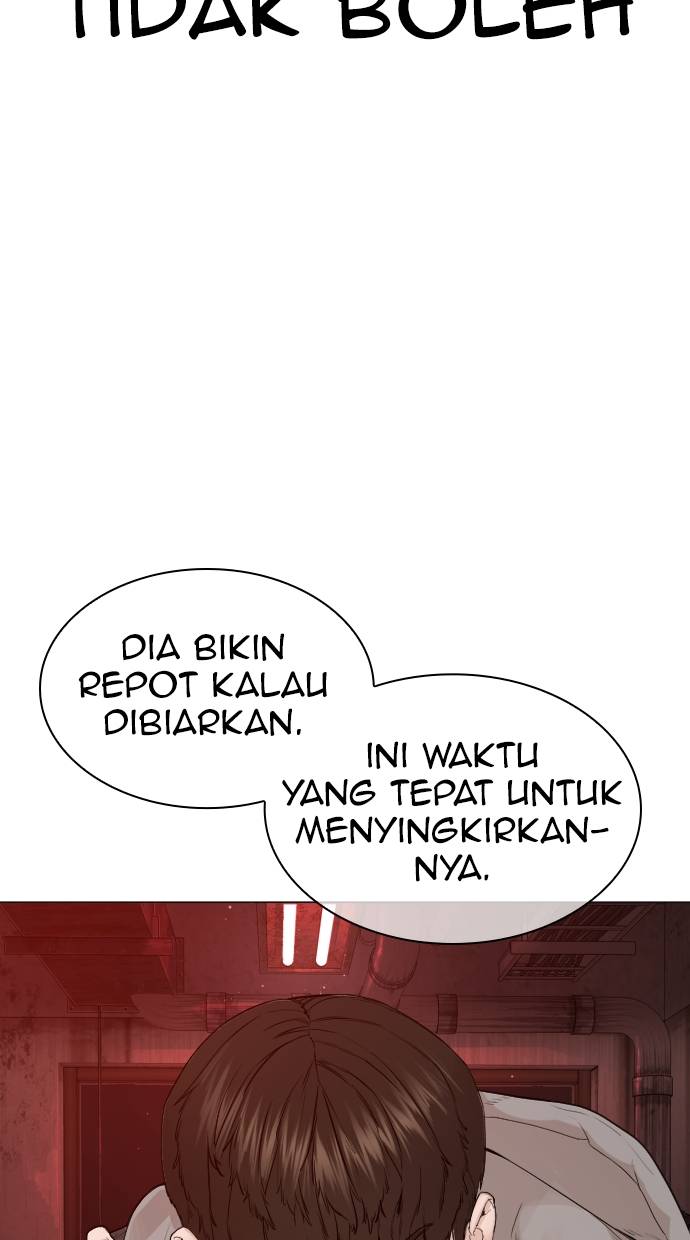 TIDAK BOLEH
DIA BIKIN
REPOT KALAU
DIBIARKAN.
INI WAKTU
YANG TEPAT UNTUK
MENYINGKIRKAN-
NYA.